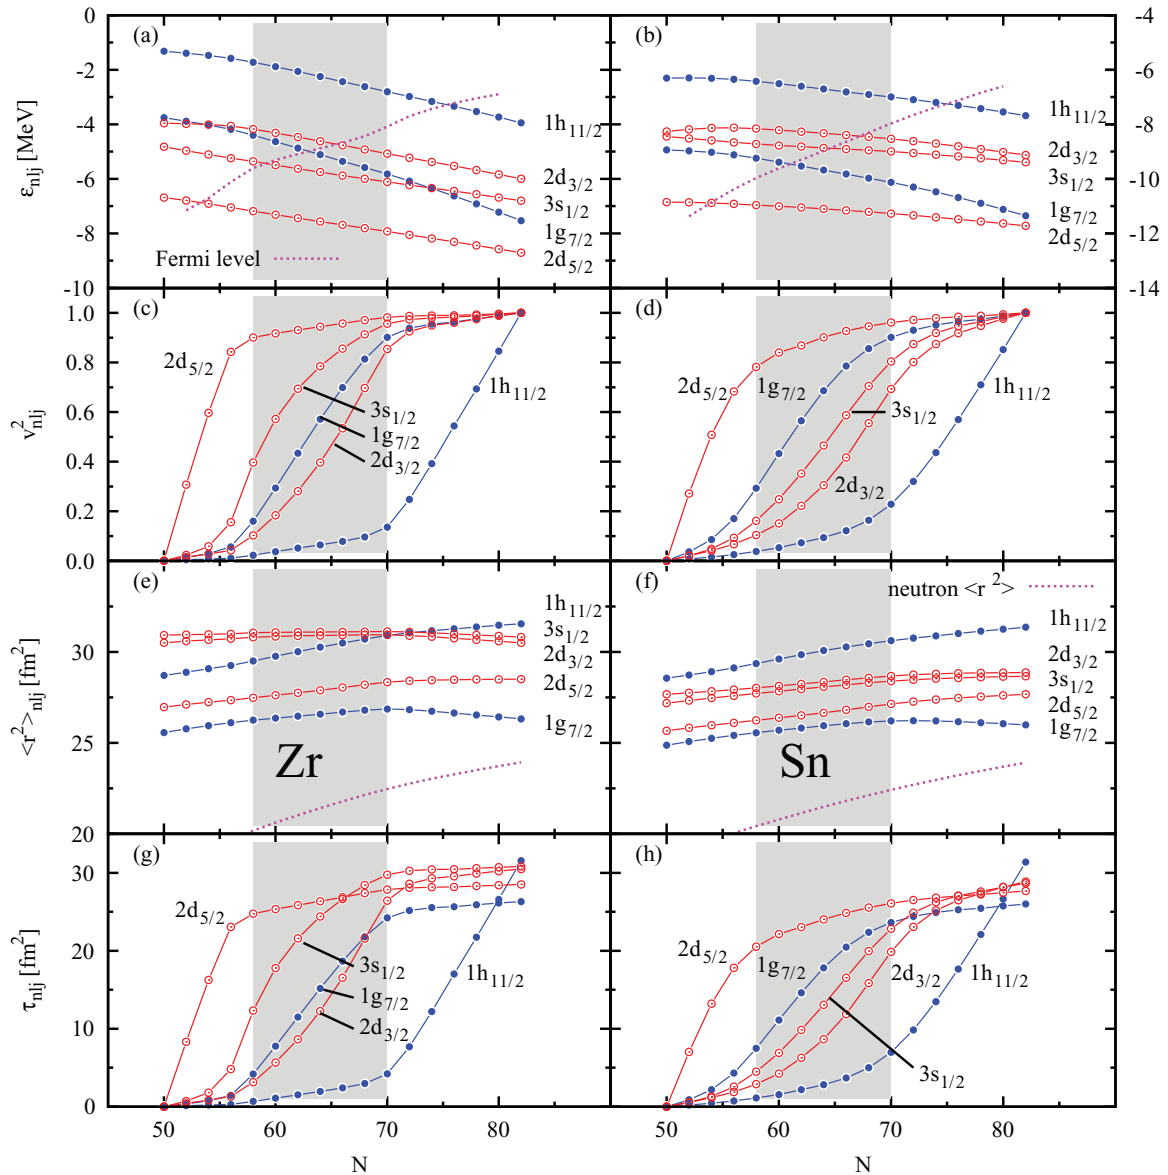 (a)
(b)
0
-2
-4
-6
-8
-10
ε_nlj [MeV]
1h_11/2
2d_3/2
3s_1/2
1g_7/2
2d_5/2
Fermi level
-4
-6
-8
-10
-12
-14
1h_11/2
2d_3/2
3s_1/2
1g_7/2
2d_5/2
(c)
(d)
1.0
0.8
0.6
0.4
0.2
0.0
v²_nlj
2d_5/2
3s_1/2
1g_7/2
2d_3/2
1h_11/2
2d_5/2
1g_7/2
3s_1/2
2d_3/2
1h_11/2
(e)
(f)
30
25
20
<r²>_nlj [fm²]
1h_11/2
3s_1/2
2d_3/2
2d_5/2
1g_7/2
Zr
neutron <r²>
1h_11/2
2d_3/2
3s_1/2
2d_5/2
1g_7/2
Sn
(g)
(h)
30
20
10
0
τ_nlj [fm²]
2d_5/2
3s_1/2
1g_7/2
2d_3/2
1h_11/2
2d_5/2
1g_7/2
2d_3/2
1h_11/2
3s_1/2
50 60 70 80
50 60 70 80
N
N